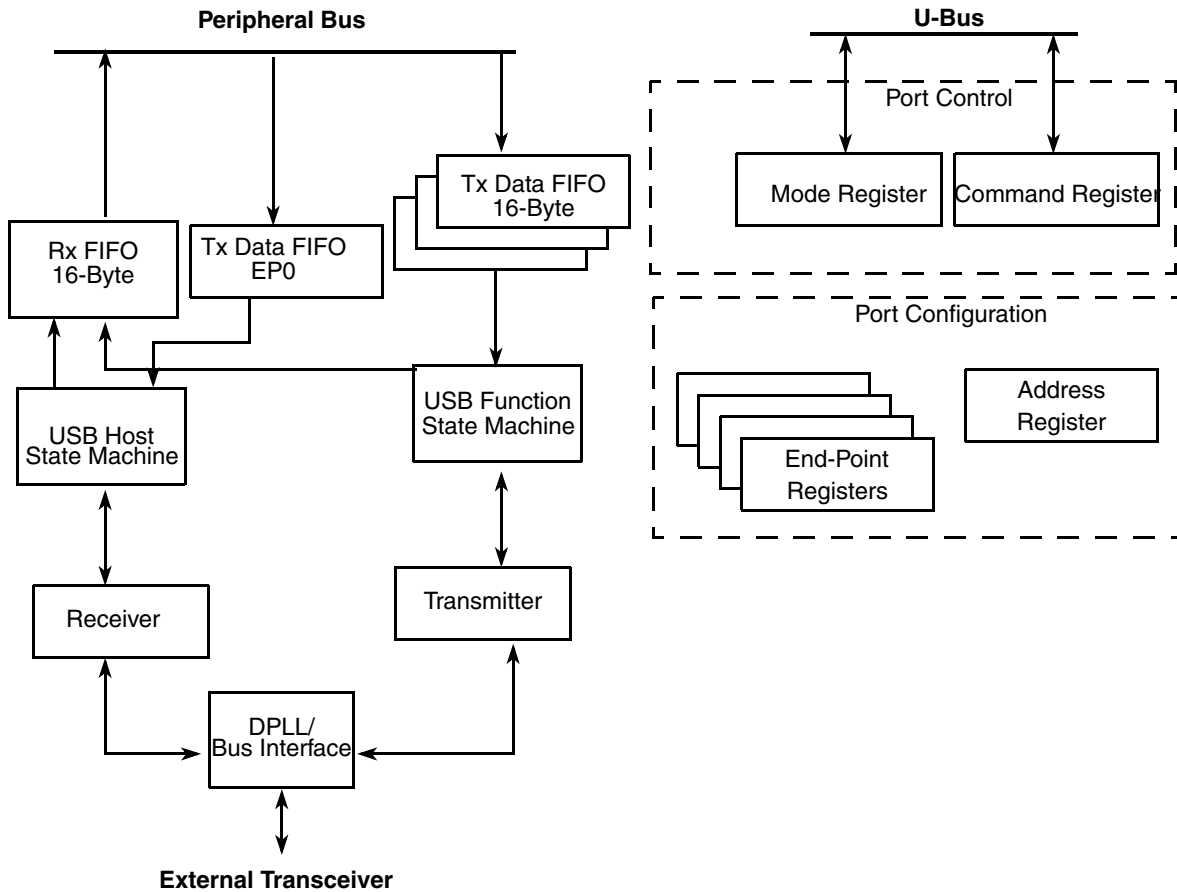 Peripheral Bus
U-Bus
Port Control
Tx Data FIFO
16-Byte
Mode Register
Command Register
Rx FIFO
16-Byte
Tx Data FIFO
EP0
Port Configuration
USB Host
State Machine
USB Function
State Machine
Address
Register
End-Point
Registers
Receiver
Transmitter
DPLL/
Bus Interface
External Transceiver